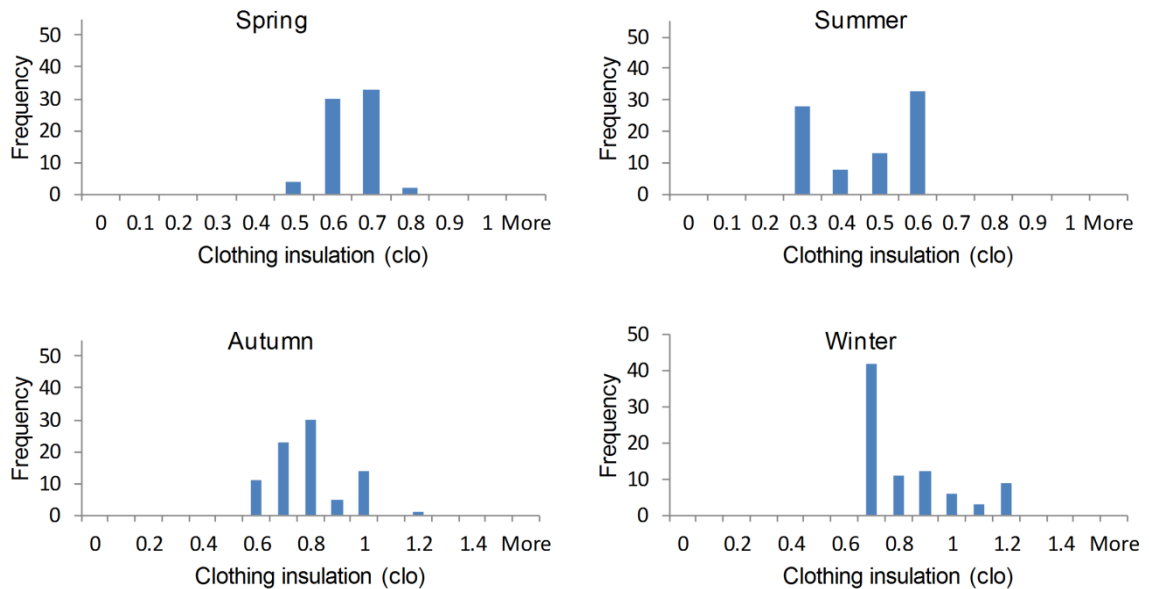 Spring
50
40
30
20
10
0
Frequency
0 0.1 0.2 0.3 0.4 0.5 0.6 0.7 0.8 0.9 1 More
Clothing insulation (clo)
Summer
50
40
30
20
10
0
Frequency
0 0.1 0.2 0.3 0.4 0.5 0.6 0.7 0.8 0.9 1 More
Clothing insulation (clo)
Autumn
50
40
30
20
10
0
Frequency
0 0.2 0.4 0.6 0.8 1 1.2 1.4 More
Clothing insulation (clo)
Winter
50
40
30
20
10
0
Frequency
0 0.2 0.4 0.6 0.8 1 1.2 1.4 More
Clothing insulation (clo)